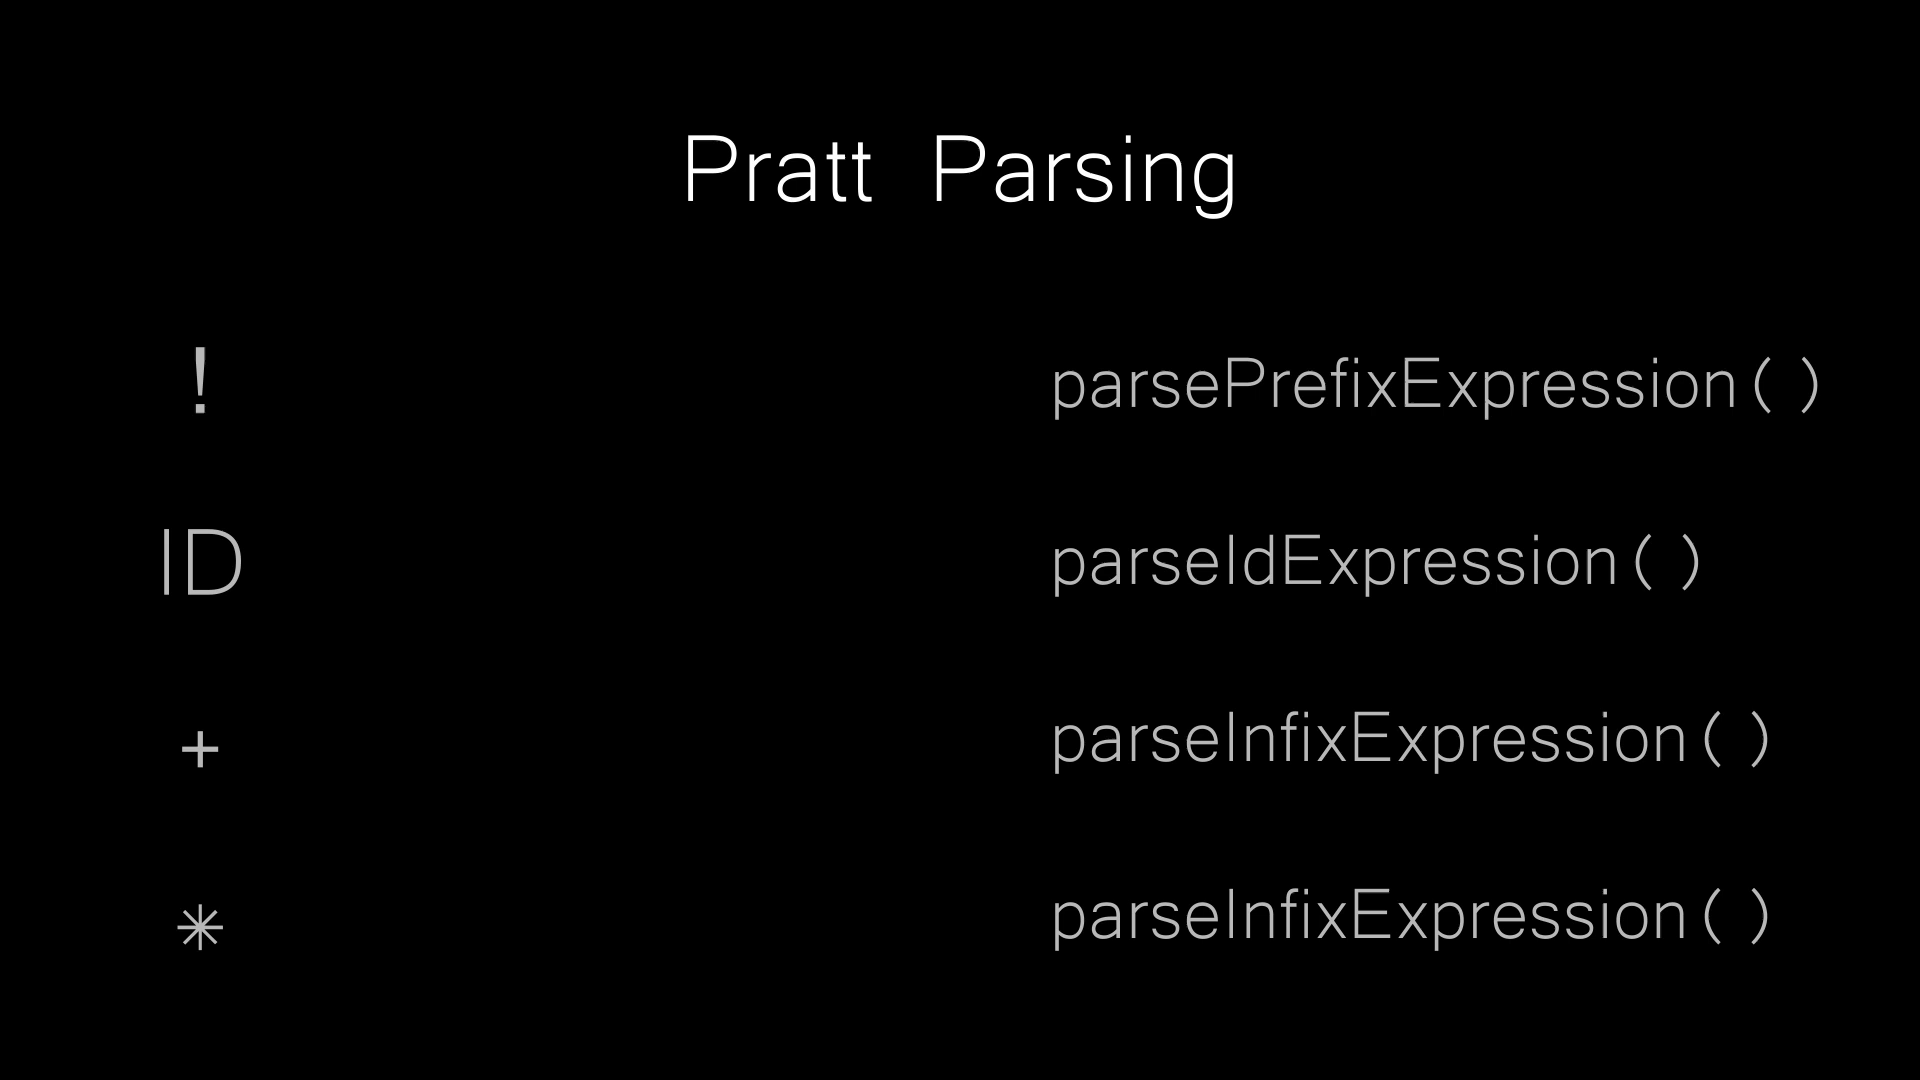 Pratt Parsing
! parsePrefixExpression()
ID parseIdExpression()
+ parseInfixExpression()
* parseInfixExpression()